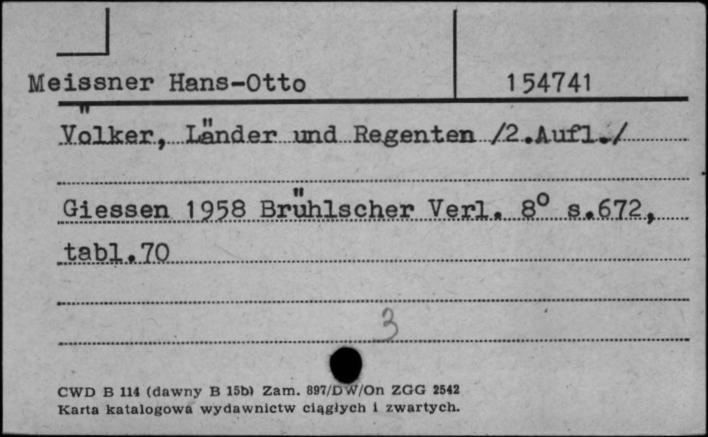 Meissner Hans-Otto 154741
Völker, Länder und Regenten /2.Aufl./
Giessen 1958 Brühlscher Verl. 8° s.672,
tabl.70
3
CWD B 114 (dawny B 15b) Zam. 897/DW/On ZGG 2542
Karta katalogowa wydawnictw ciągłych i zwartych.